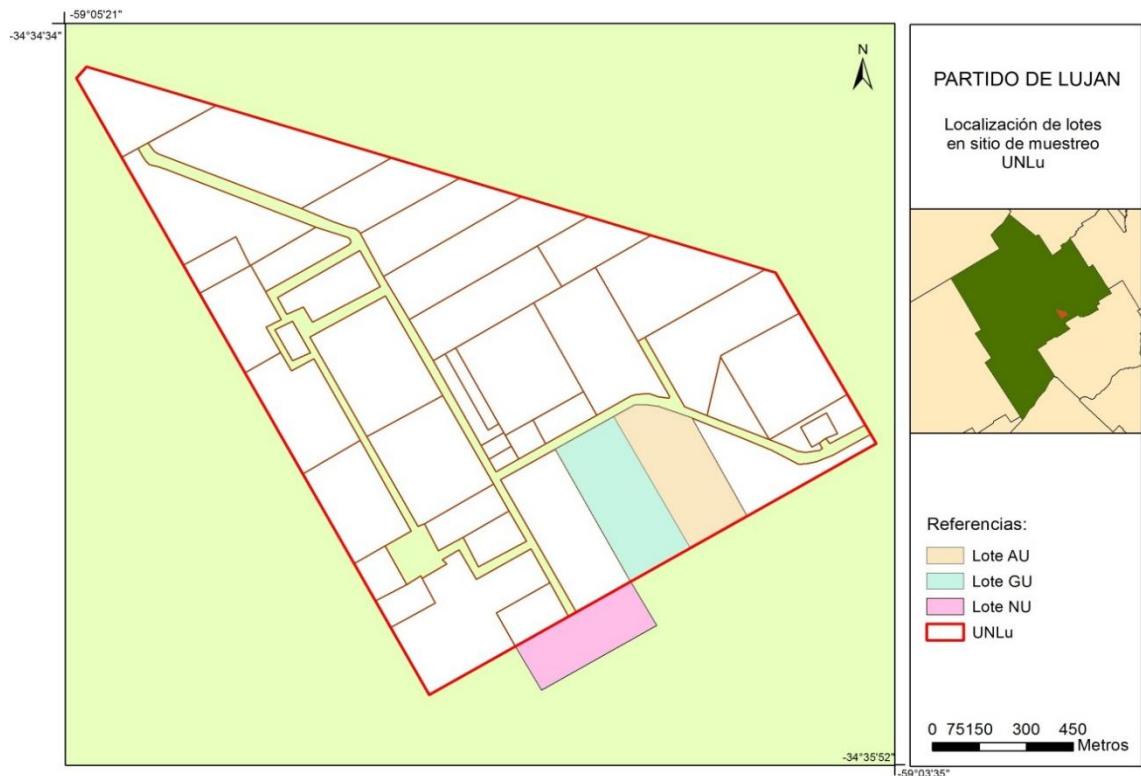 -59°05'21"
-34°34'34"
N
PARTIDO DE LUJAN
Localización de lotes
en sitio de muestreo
UNLu
Referencias:
Lote AU
Lote GU
Lote NU
UNLu
0 75150 300 450
Metros
-34°35'52"
-59°03'35"